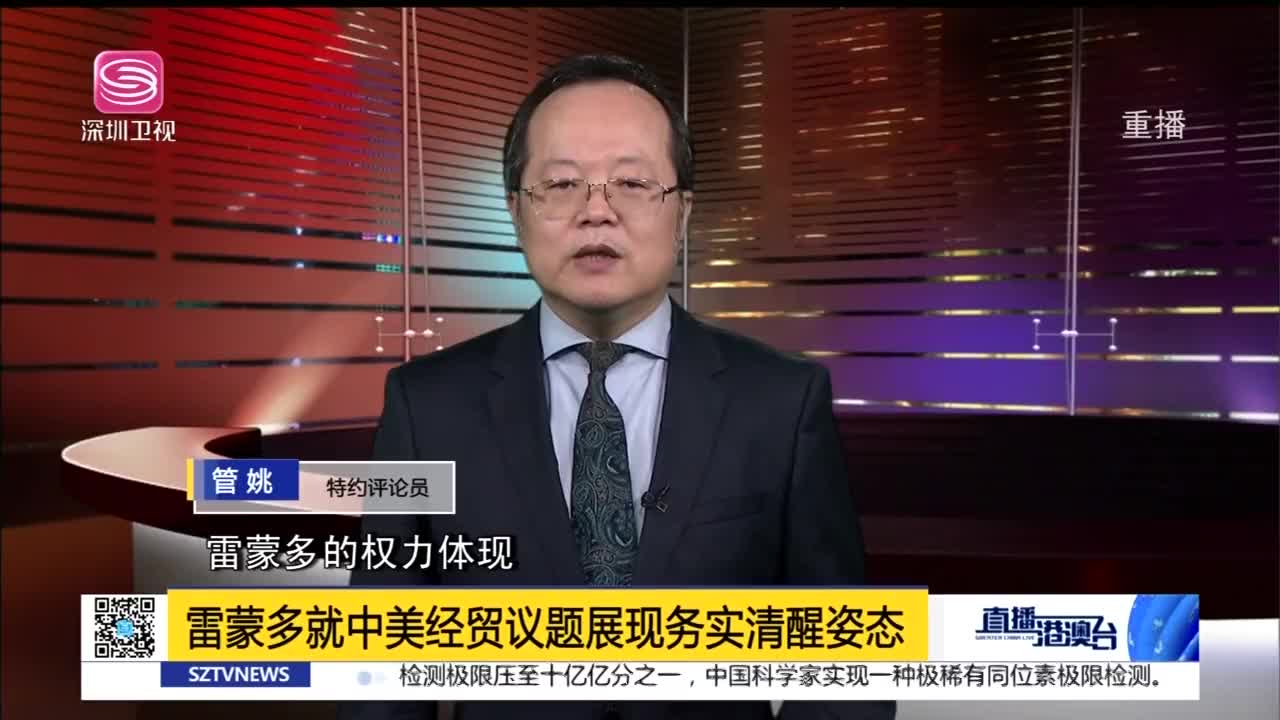 深圳卫视
重播
管姚
特约评论员
雷蒙多的权力体现
雷蒙多就中美经贸议题展现务实清醒姿态
直播港澳台
GREATER CHINA LIVE
SZTVNEWS
检测极限压至十亿亿分之一，中国科学家实现一种极稀有同位素极限检测。